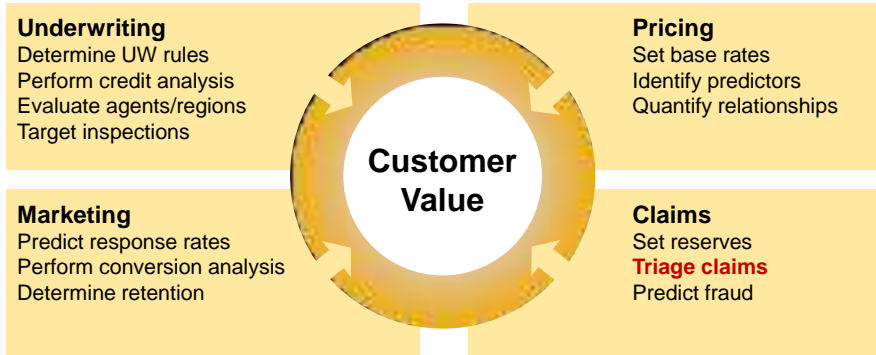 Underwriting
Determine UW rules
Perform credit analysis
Evaluate agents/regions
Target inspections
Pricing
Set base rates
Identify predictors
Quantify relationships
Customer
Value
Marketing
Predict response rates
Perform conversion analysis
Determine retention
Claims
Set reserves
Triage claims
Predict fraud